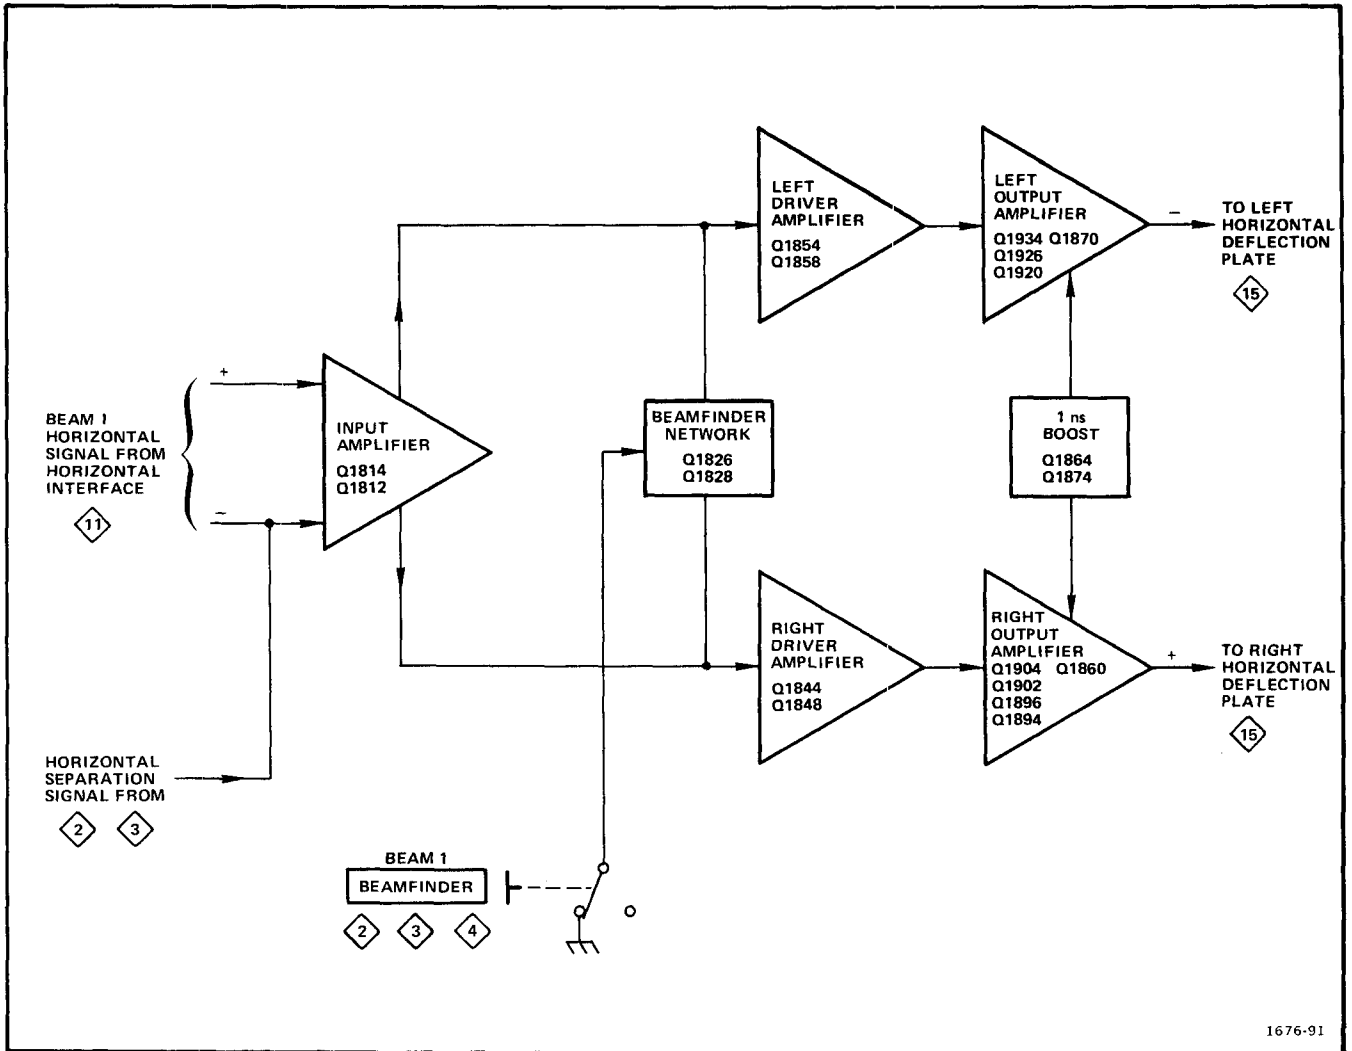 LEFT
DRIVER
AMPLIFIER
Q1854
Q1858
LEFT
OUTPUT
AMPLIFIER
Q1934 Q1870
Q1926
Q1920
−
TO LEFT
HORIZONTAL
DEFLECTION
PLATE
15
+
BEAM 1
HORIZONTAL
SIGNAL FROM
HORIZONTAL
INTERFACE
11
−
INPUT
AMPLIFIER
Q1814
Q1812
BEAMFINDER
NETWORK
Q1826
Q1828
1 ns
BOOST
Q1864
Q1874
RIGHT
DRIVER
AMPLIFIER
Q1844
Q1848
RIGHT
OUTPUT
AMPLIFIER
Q1904 Q1860
Q1902
Q1896
Q1894
+
TO RIGHT
HORIZONTAL
DEFLECTION
PLATE
15
HORIZONTAL
SEPARATION
SIGNAL FROM
2 3
BEAM 1
BEAMFINDER
2 3 4
1676-91